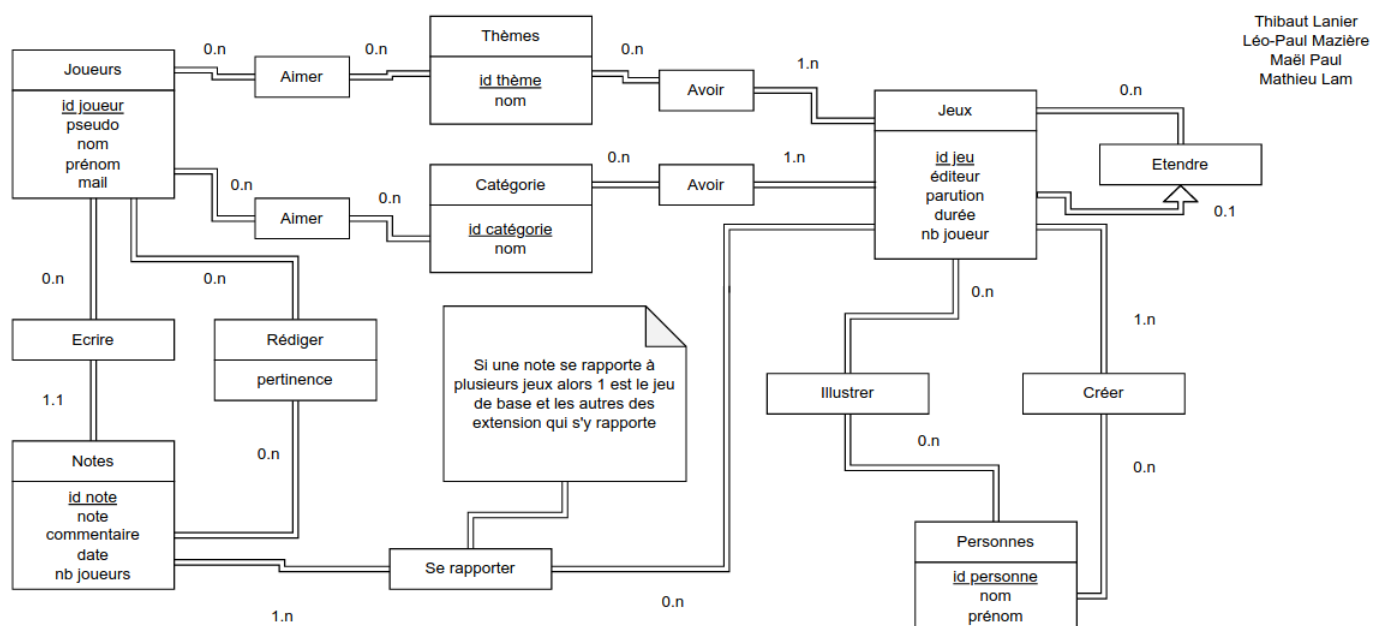 Thibaut Lanier
Léo-Paul Mazière
Maël Paul
Mathieu Lam
Joueurs
id joueur
pseudo
nom
prénom
mail
0.n
Aimer
0.n
Thèmes
id thème
nom
0.n
Avoir
1.n
Jeux
id jeu
éditeur
parution
durée
nb joueur
0.n
Etendre
0.1
0.n
Aimer
0.n
Catégorie
id catégorie
nom
0.n
Avoir
1.n
0.n
Ecrire
1.1
0.n
Rédiger
pertinence
0.n
Si une note se rapporte à
plusieurs jeux alors 1 est le jeu
de base et les autres des
extension qui s'y rapporte
0.n
Illustrer
0.n
1.n
Créer
0.n
Notes
id note
note
commentaire
date
nb joueurs
1.n
Se rapporter
0.n
Personnes
id personne
nom
prénom